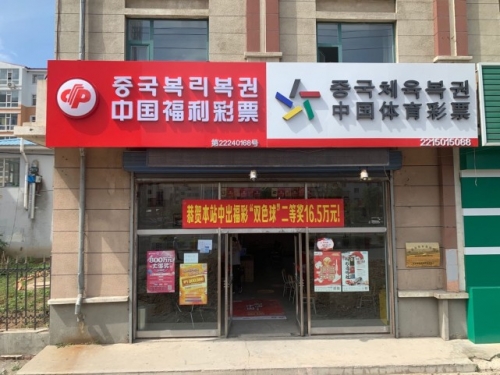 중국복리복권
中国福利彩票
第22240168号
중국체육복권
中国体育彩票
2215015068
恭贺本站中出福彩“双色球”二等奖16.5万元!